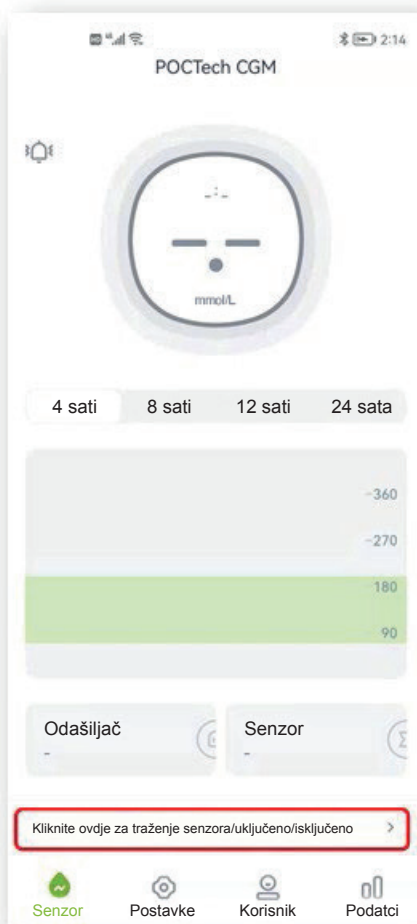 2:14
POCTech CGM
-:-
mmol/L
4 sati 8 sati 12 sati 24 sata
360
270
180
90
Odašiljač Senzor
- -
Kliknite ovdje za traženje senzora/uključeno/isključeno >
Senzor Postavke Korisnik Podatci